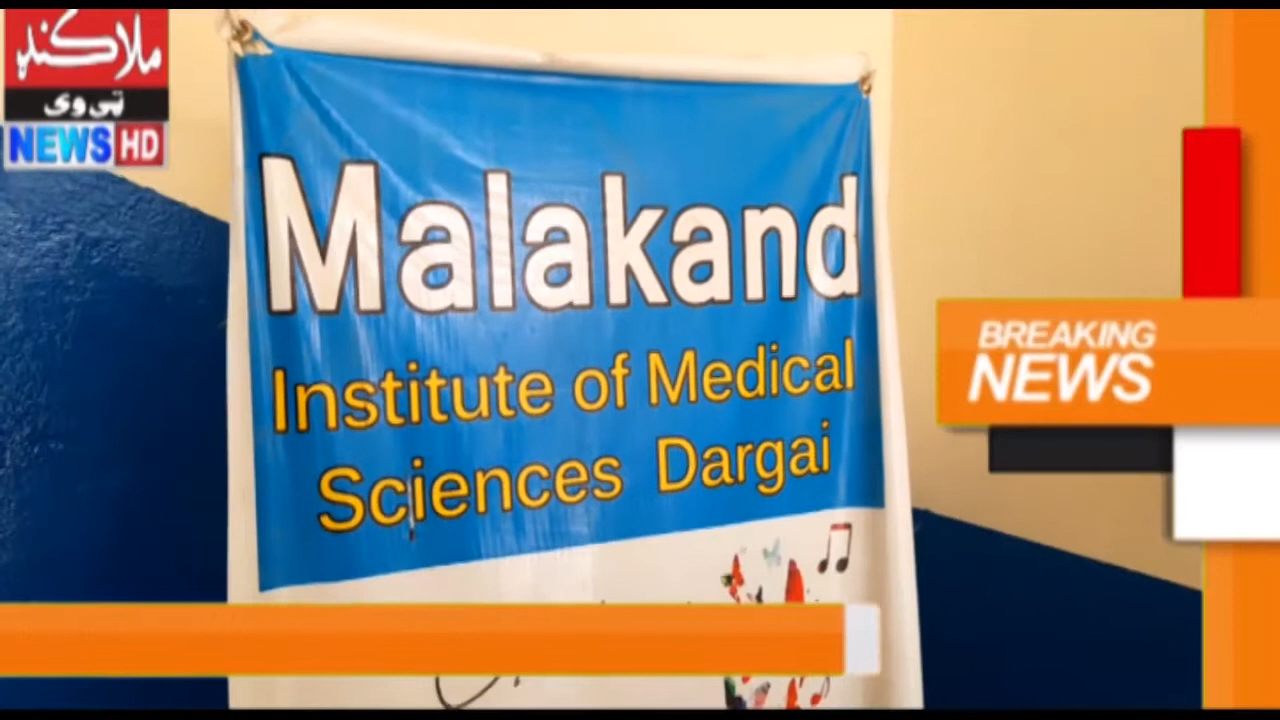 ملاکنڈ
ٹی وی
NEWS HD
Malakand
Institute of Medical
Sciences Dargai
BREAKING
NEWS